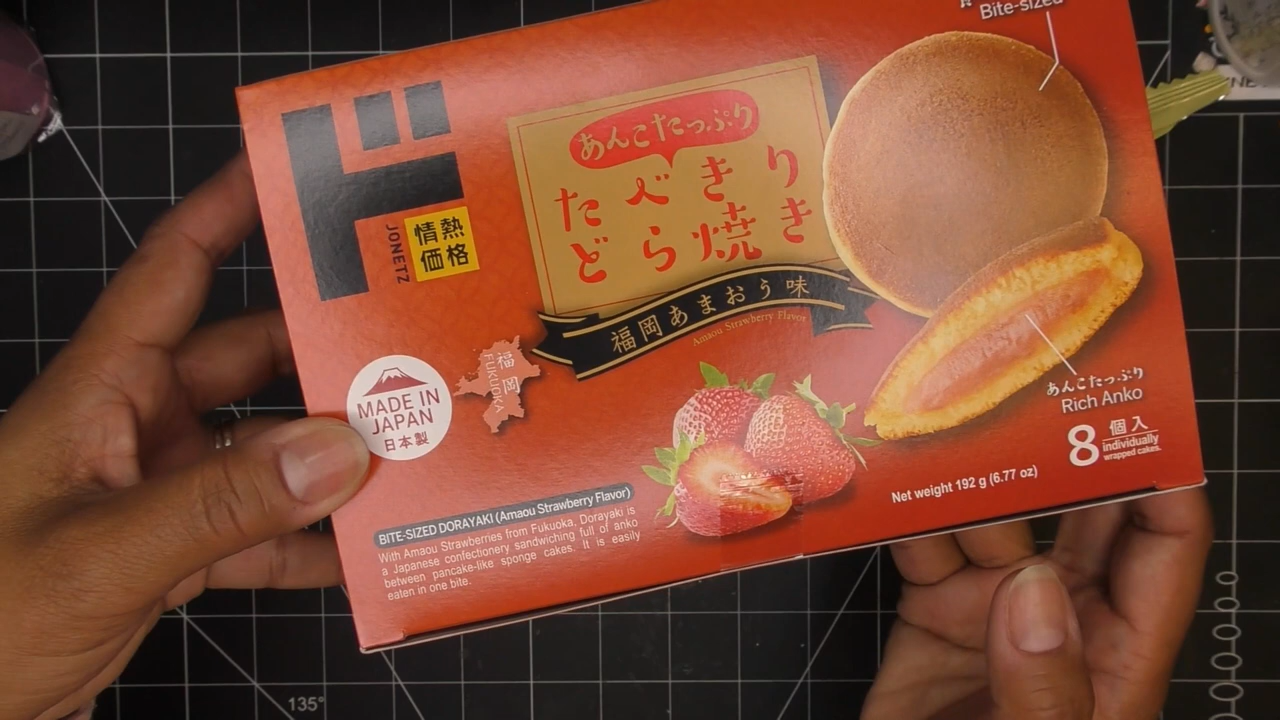 Bite-sized
ド
JONETZ
情熱
価格
あんこたっぷり
たべきり
どら焼き
福岡あまおう味
Amaou Strawberry Flavor
福岡
FUKUOKA
MADE IN
JAPAN
日本製
あんこたっぷり
Rich Anko
8
個入
individually
wrapped cakes.
Net weight 192 g (6.77 oz)
BITE-SIZED DORAYAKI (Amaou Strawberry Flavor)
With Amaou Strawberries from Fukuoka, Dorayaki is
a Japanese confectionery sandwiching full of anko
between pancake-like sponge cakes. It is easily
eaten in one bite.
135°